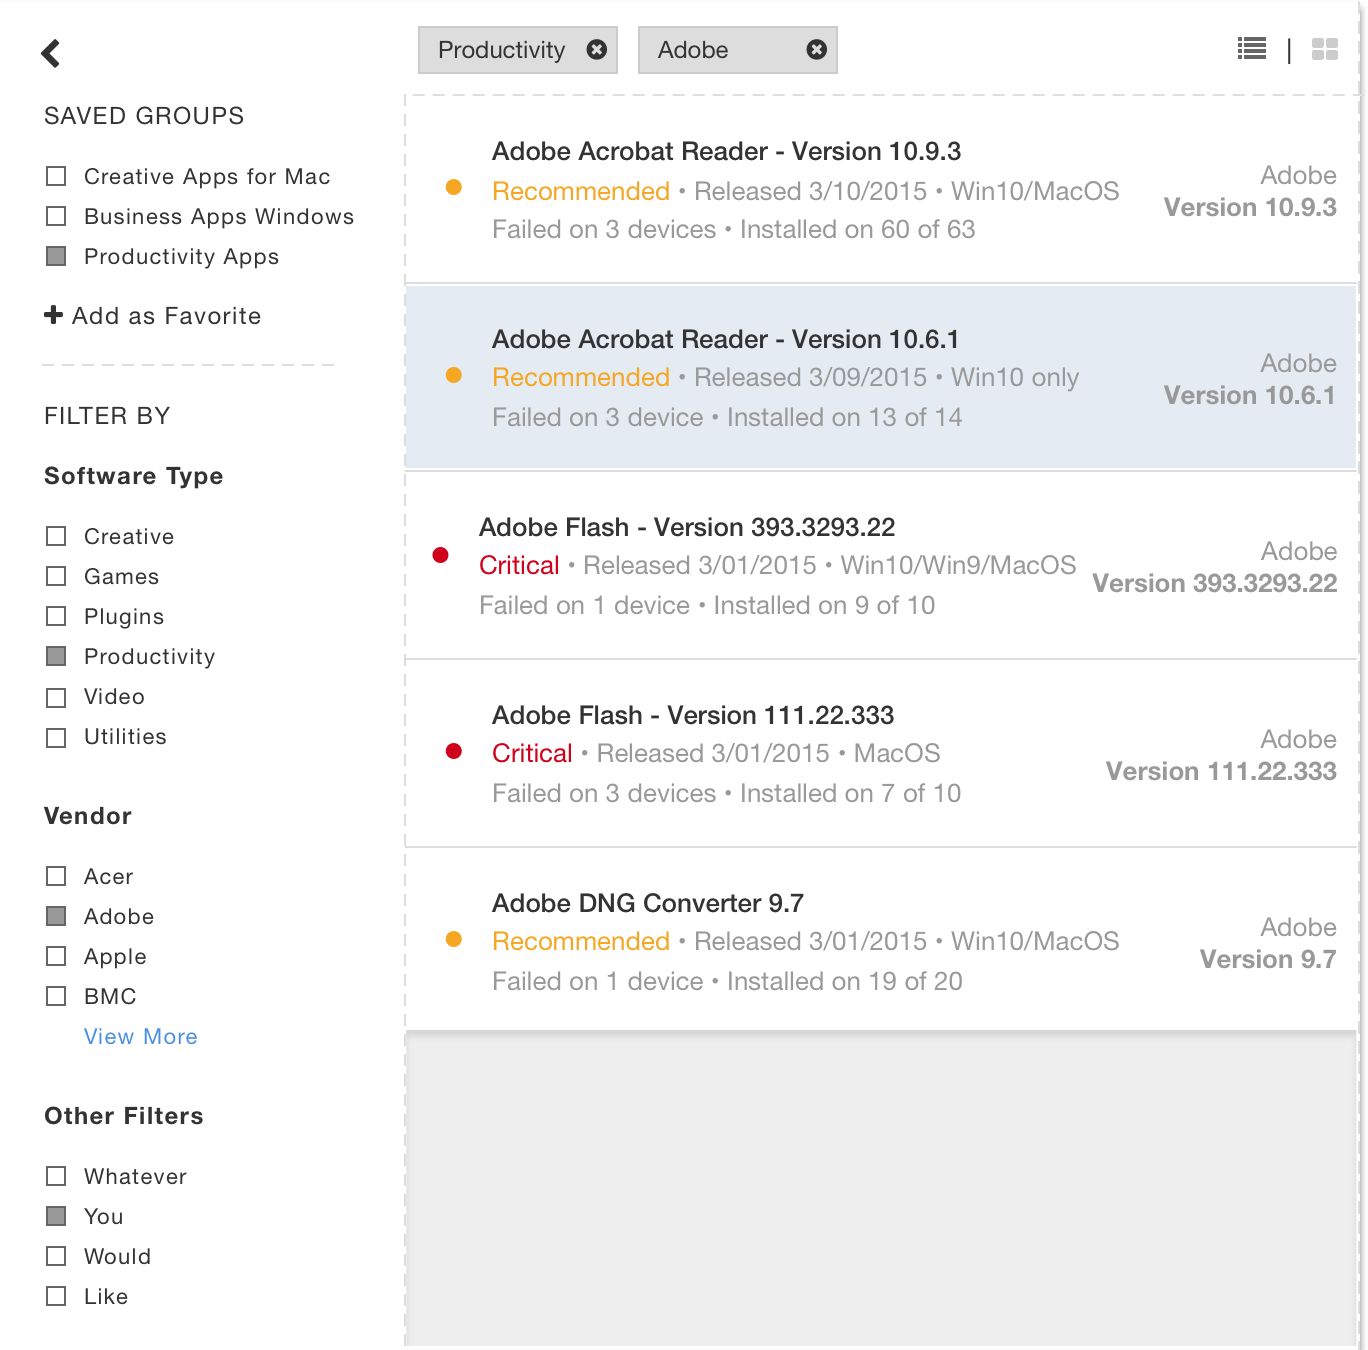 Productivity
Adobe
|
SAVED GROUPS
Creative Apps for Mac
Business Apps Windows
Productivity Apps
Add as Favorite
FILTER BY
Software Type
Creative
Games
Plugins
Productivity
Video
Utilities
Vendor
Acer
Adobe
Apple
BMC
View More
Other Filters
Whatever
You
Would
Like
Adobe Acrobat Reader - Version 10.9.3
Recommended • Released 3/10/2015 • Win10/MacOS
Failed on 3 devices • Installed on 60 of 63
Adobe
Version 10.9.3
Adobe Acrobat Reader - Version 10.6.1
Recommended • Released 3/09/2015 • Win10 only
Failed on 3 device • Installed on 13 of 14
Adobe
Version 10.6.1
Adobe Flash - Version 393.3293.22
Critical • Released 3/01/2015 • Win10/Win9/MacOS
Failed on 1 device • Installed on 9 of 10
Adobe
Version 393.3293.22
Adobe Flash - Version 111.22.333
Critical • Released 3/01/2015 • MacOS
Failed on 3 devices • Installed on 7 of 10
Adobe
Version 111.22.333
Adobe DNG Converter 9.7
Recommended • Released 3/01/2015 • Win10/MacOS
Failed on 1 device • Installed on 19 of 20
Adobe
Version 9.7